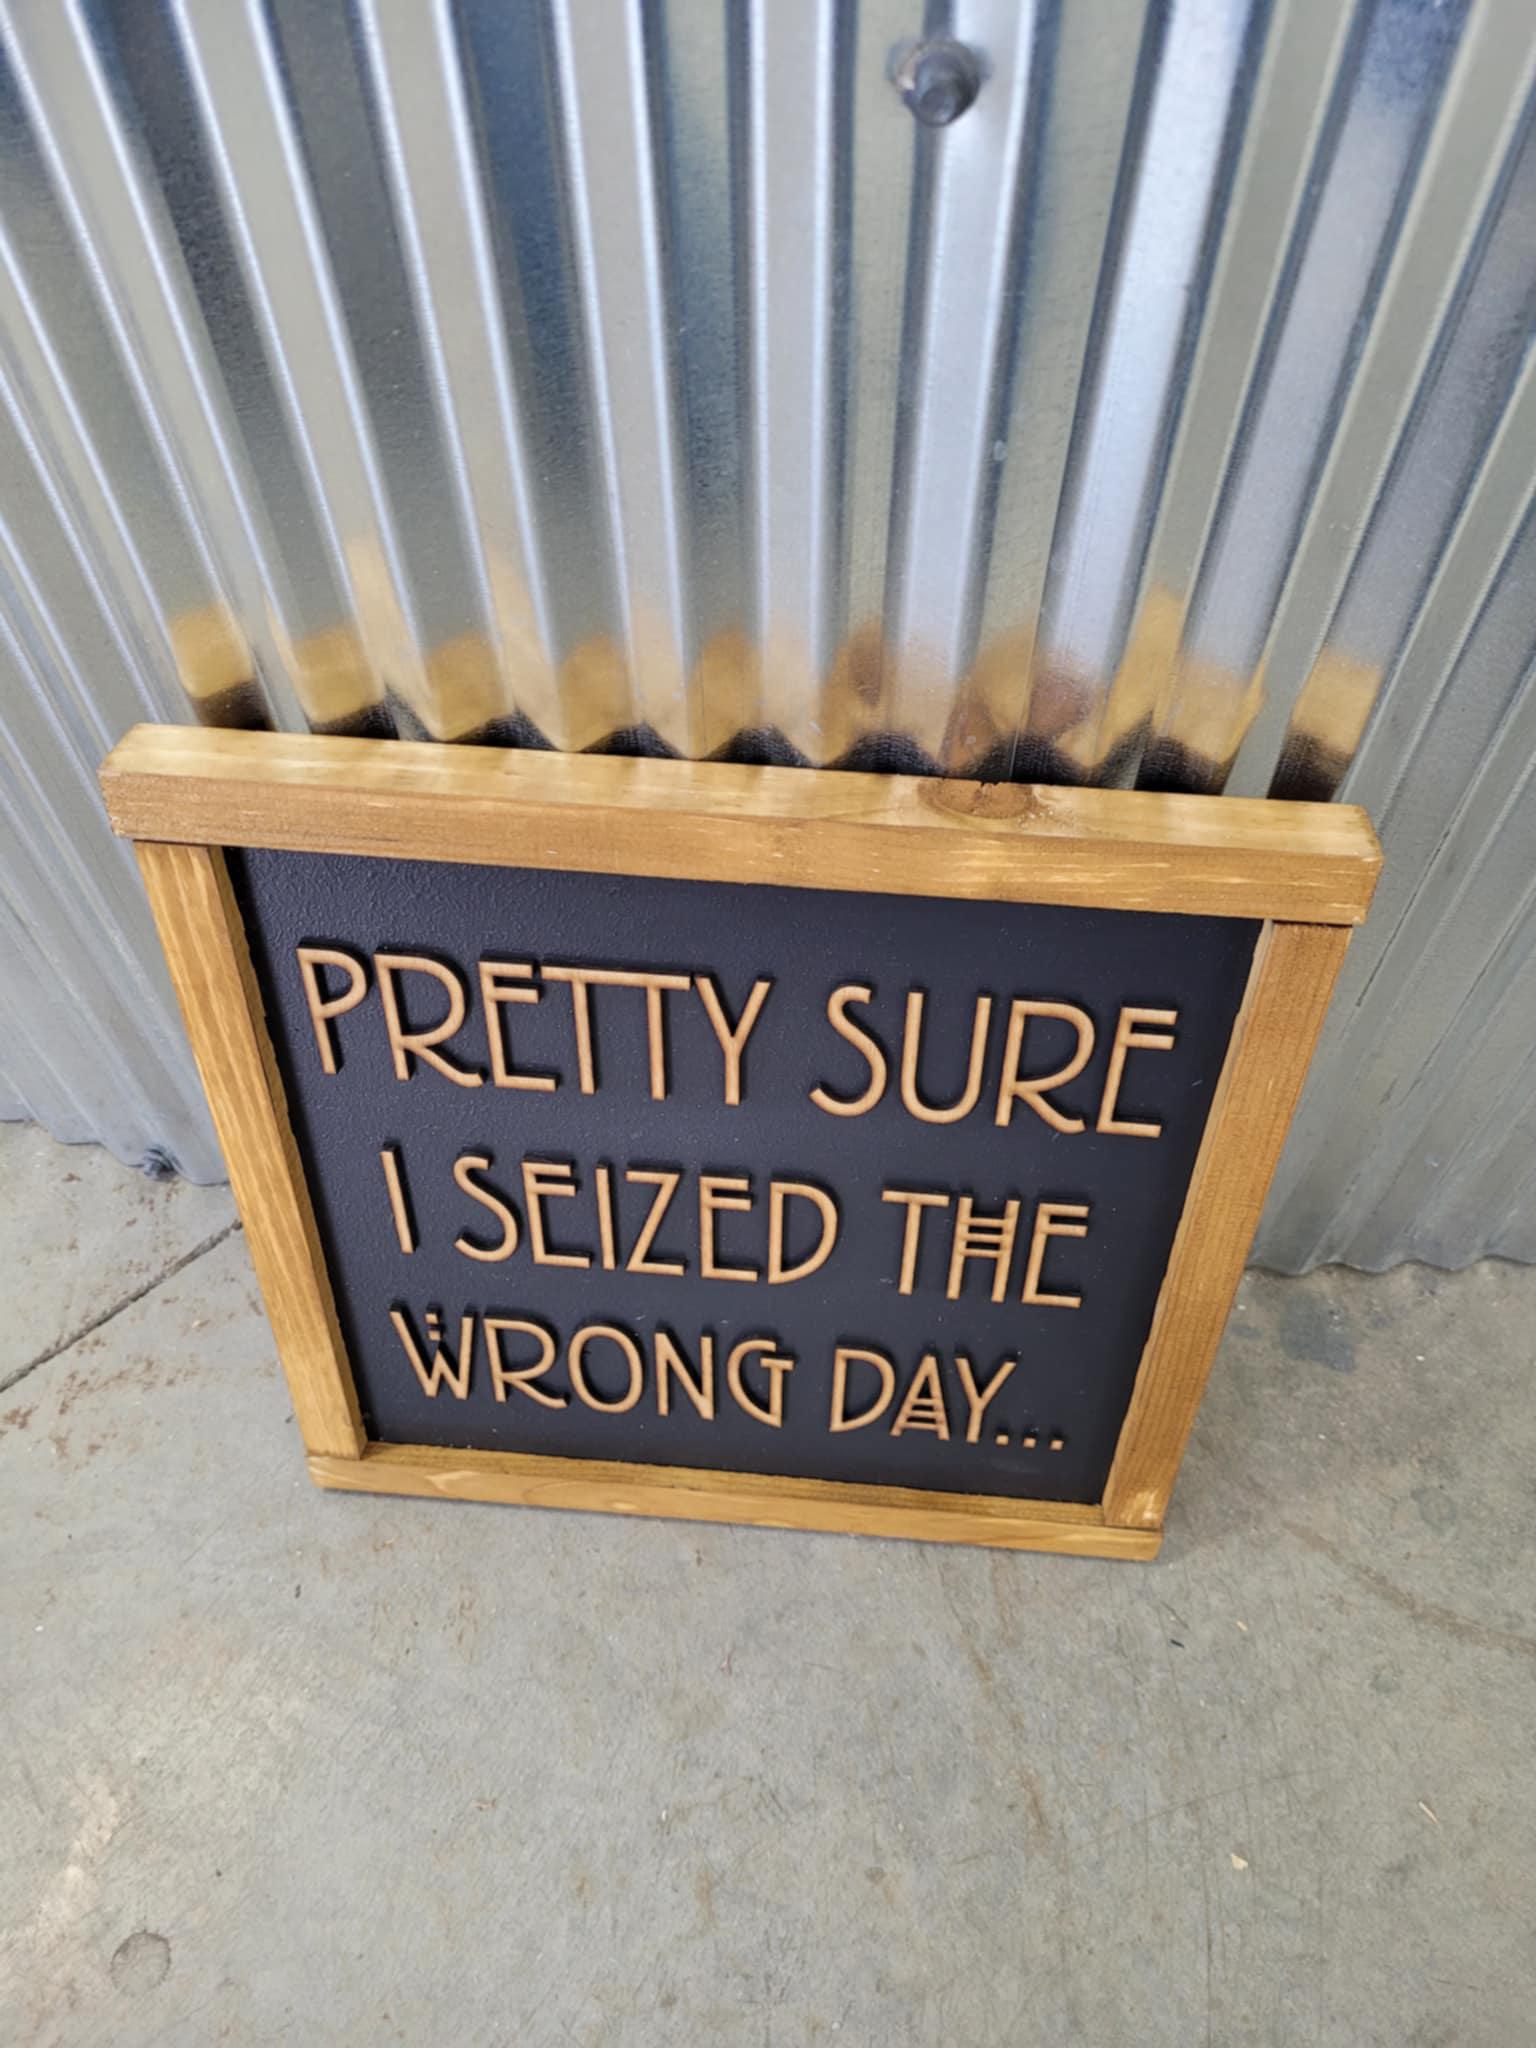 PRETTY SURE
I SEIZED THE
WRONG DAY...